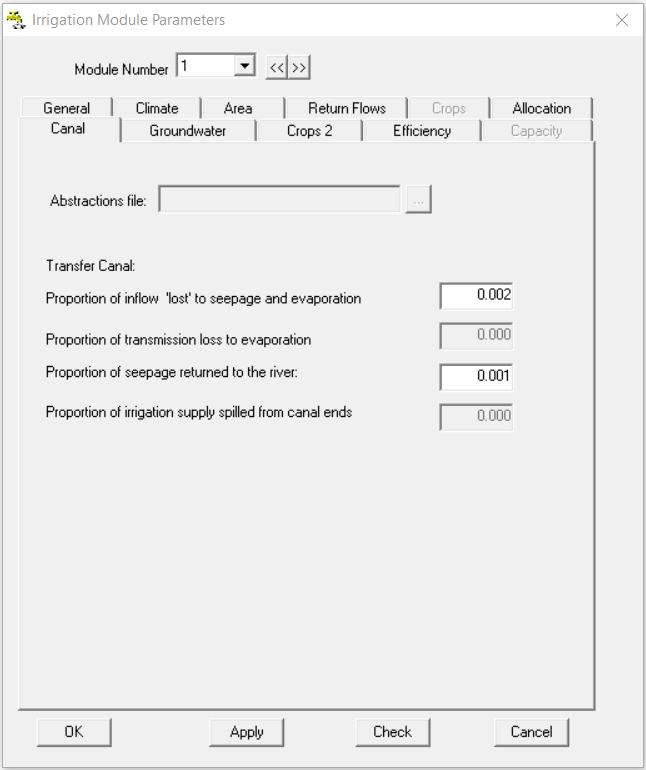 Irrigation Module Parameters
Module Number 1 << >>
General Climate Area Return Flows Crops Allocation
Canal Groundwater Crops 2 Efficiency Capacity
Abstractions file: ...
Transfer Canal:
Proportion of inflow 'lost' to seepage and evaporation 0.002
Proportion of transmission loss to evaporation 0.000
Proportion of seepage returned to the river: 0.001
Proportion of irrigation supply spilled from canal ends 0.000
OK Apply Check Cancel